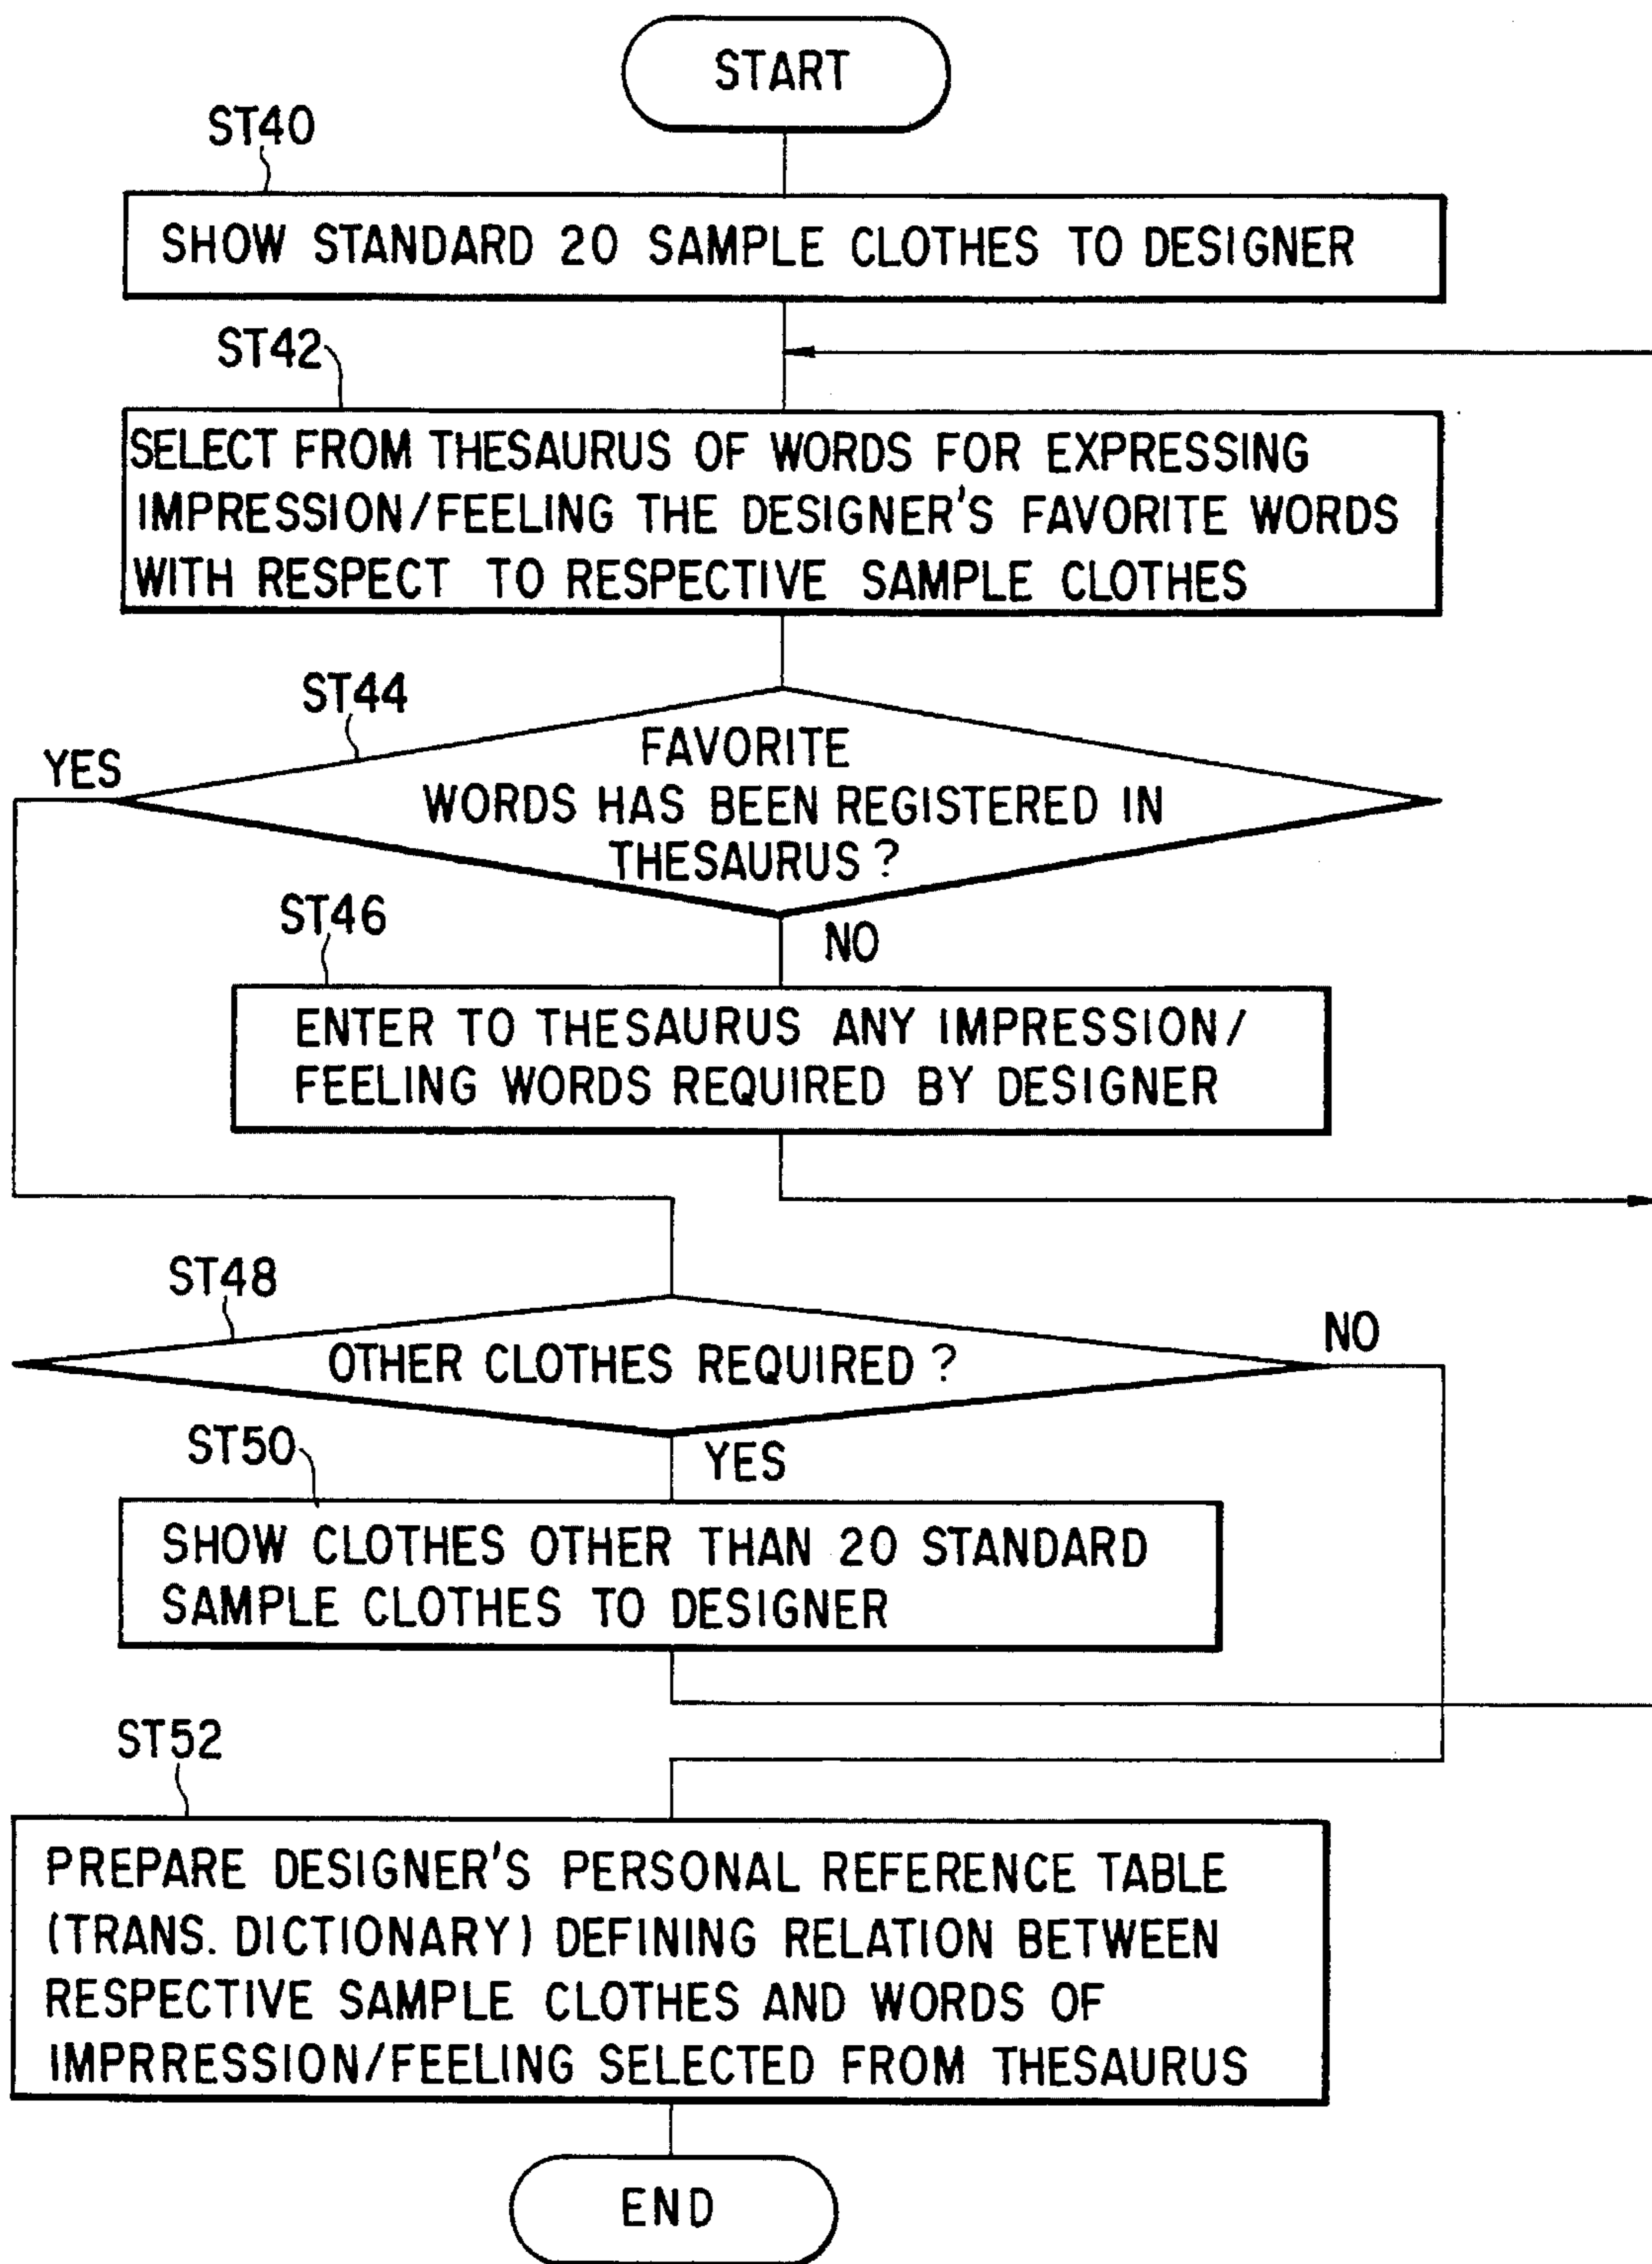 START
ST40
SHOW STANDARD 20 SAMPLE CLOTHES TO DESIGNER
ST42
SELECT FROM THESAURUS OF WORDS FOR EXPRESSING
IMPRESSION/FEELING THE DESIGNER'S FAVORITE WORDS
WITH RESPECT TO RESPECTIVE SAMPLE CLOTHES
ST44
YES
FAVORITE
WORDS HAS BEEN REGISTERED IN
THESAURUS?
ST46
NO
ENTER TO THESAURUS ANY IMPRESSION/
FEELING WORDS REQUIRED BY DESIGNER
ST48
NO
OTHER CLOTHES REQUIRED?
ST50
YES
SHOW CLOTHES OTHER THAN 20 STANDARD
SAMPLE CLOTHES TO DESIGNER
ST52
PREPARE DESIGNER'S PERSONAL REFERENCE TABLE
(TRANS. DICTIONARY) DEFINING RELATION BETWEEN
RESPECTIVE SAMPLE CLOTHES AND WORDS OF
IMPRRESSION/FEELING SELECTED FROM THESAURUS
END